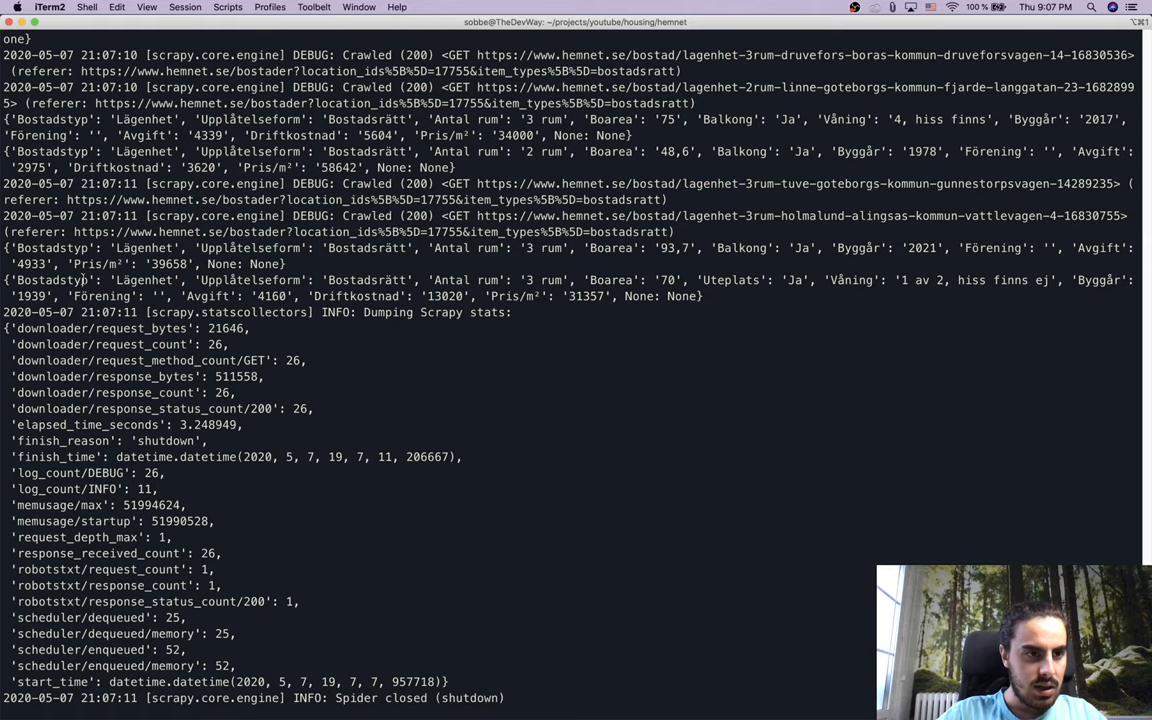 iTerm2 Shell Edit View Session Scripts Profiles Toolbelt Window Help 100 % Thu 9:07 PM
sobbe@TheDevWay: ~/projects/youtube/housing/hemnet ⌥⌘1
one}
2020-05-07 21:07:10 [scrapy.core.engine] DEBUG: Crawled (200) <GET https://www.hemnet.se/bostad/lagenhet-3rum-druvefors-boras-kommun-druveforsvagen-14-16830536>
(referer: https://www.hemnet.se/bostader?location_ids%5B%5D=17755&item_types%5B%5D=bostadsratt)
2020-05-07 21:07:10 [scrapy.core.engine] DEBUG: Crawled (200) <GET https://www.hemnet.se/bostad/lagenhet-2rum-linne-goteborgs-kommun-fjarde-langgatan-23-1682899
5> (referer: https://www.hemnet.se/bostader?location_ids%5B%5D=17755&item_types%5B%5D=bostadsratt)
{'Bostadstyp': 'Lägenhet', 'Upplåtelseform': 'Bostadsrätt', 'Antal rum': '3 rum', 'Boarea': '75', 'Balkong': 'Ja', 'Våning': '4, hiss finns', 'Byggår': '2017',
'Förening': '', 'Avgift': '4339', 'Driftkostnad': '5604', 'Pris/m²': '34000', None: None}
{'Bostadstyp': 'Lägenhet', 'Upplåtelseform': 'Bostadsrätt', 'Antal rum': '2 rum', 'Boarea': '48,6', 'Balkong': 'Ja', 'Byggår': '1978', 'Förening': '', 'Avgift':
'2975', 'Driftkostnad': '3620', 'Pris/m²': '58642', None: None}
2020-05-07 21:07:11 [scrapy.core.engine] DEBUG: Crawled (200) <GET https://www.hemnet.se/bostad/lagenhet-3rum-tuve-goteborgs-kommun-gunnestorpsvagen-14289235> (
referer: https://www.hemnet.se/bostader?location_ids%5B%5D=17755&item_types%5B%5D=bostadsratt)
2020-05-07 21:07:11 [scrapy.core.engine] DEBUG: Crawled (200) <GET https://www.hemnet.se/bostad/lagenhet-3rum-holmalund-alingsas-kommun-vattlevagen-4-16830755>
(referer: https://www.hemnet.se/bostader?location_ids%5B%5D=17755&item_types%5B%5D=bostadsratt)
{'Bostadstyp': 'Lägenhet', 'Upplåtelseform': 'Bostadsrätt', 'Antal rum': '3 rum', 'Boarea': '93,7', 'Balkong': 'Ja', 'Byggår': '2021', 'Förening': '', 'Avgift':
'4933', 'Pris/m²': '39658', None: None}
{'Bostadstyp': 'Lägenhet', 'Upplåtelseform': 'Bostadsrätt', 'Antal rum': '3 rum', 'Boarea': '70', 'Uteplats': 'Ja', 'Våning': '1 av 2, hiss finns ej', 'Byggår':
'1939', 'Förening': '', 'Avgift': '4160', 'Driftkostnad': '13020', 'Pris/m²': '31357', None: None}
2020-05-07 21:07:11 [scrapy.statscollectors] INFO: Dumping Scrapy stats:
{'downloader/request_bytes': 21646,
'downloader/request_count': 26,
'downloader/request_method_count/GET': 26,
'downloader/response_bytes': 511558,
'downloader/response_count': 26,
'downloader/response_status_count/200': 26,
'elapsed_time_seconds': 3.248949,
'finish_reason': 'shutdown',
'finish_time': datetime.datetime(2020, 5, 7, 19, 7, 11, 206667),
'log_count/DEBUG': 26,
'log_count/INFO': 11,
'memusage/max': 51994624,
'memusage/startup': 51990528,
'request_depth_max': 1,
'response_received_count': 26,
'robotstxt/request_count': 1,
'robotstxt/response_count': 1,
'robotstxt/response_status_count/200': 1,
'scheduler/dequeued': 25,
'scheduler/dequeued/memory': 25,
'scheduler/enqueued': 52,
'scheduler/enqueued/memory': 52,
'start_time': datetime.datetime(2020, 5, 7, 19, 7, 7, 957718)}
2020-05-07 21:07:11 [scrapy.core.engine] INFO: Spider closed (shutdown)